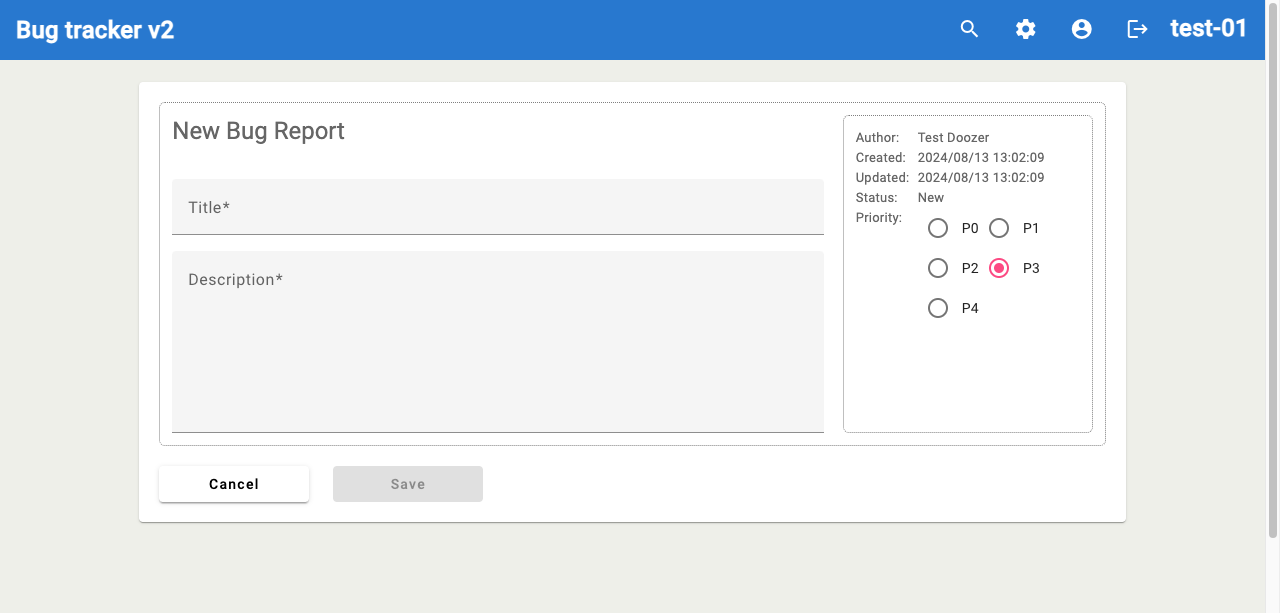 Bug tracker v2
test-01
New Bug Report
Title*
Description*
Author: Test Doozer
Created: 2024/08/13 13:02:09
Updated: 2024/08/13 13:02:09
Status: New
Priority:
P0 P1
P2 P3
P4
Cancel Save